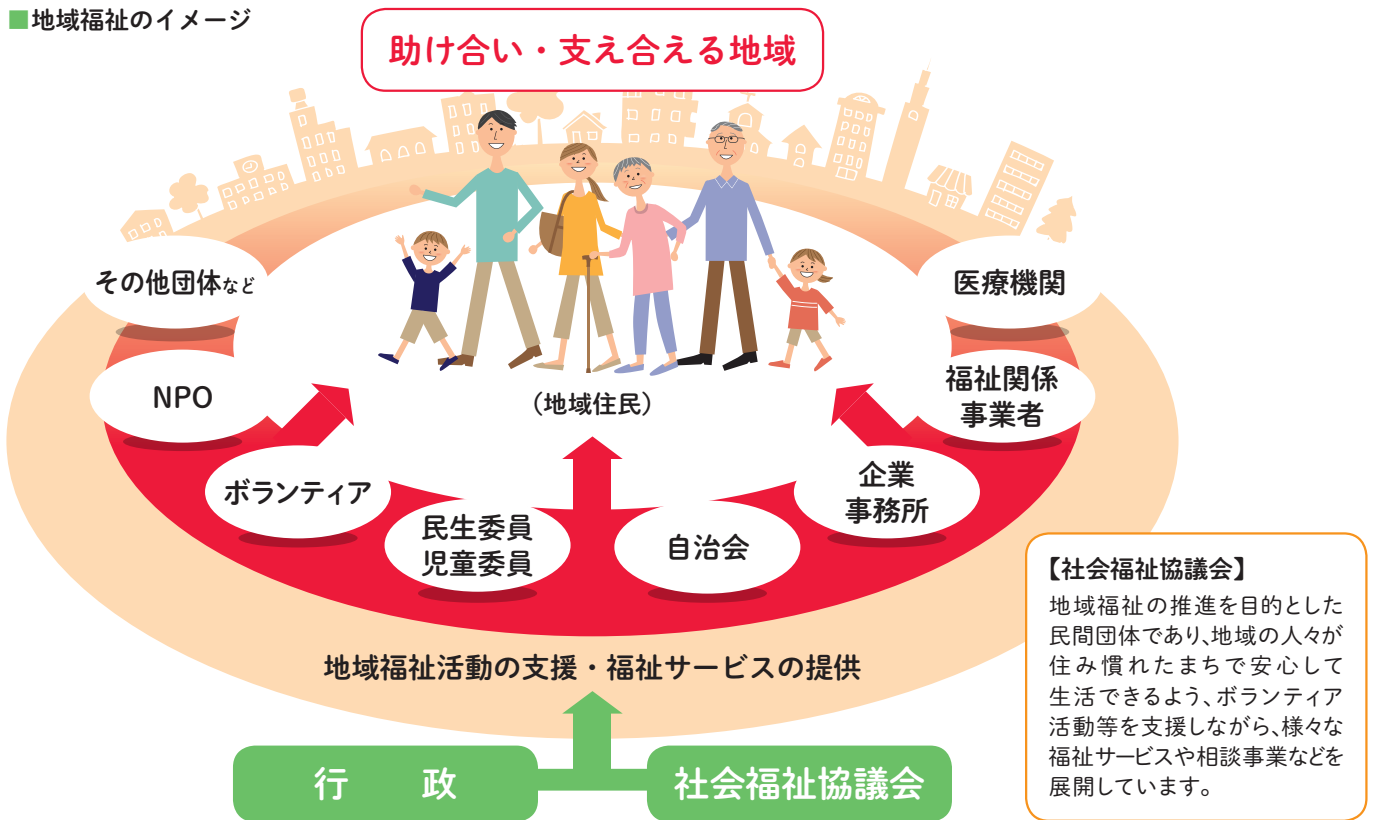 ■地域福祉のイメージ
助け合い・支え合える地域
その他団体など
医療機関
NPO
福祉関係
事業者
(地域住民)
ボランティア
企業
事務所
民生委員
児童委員
自治会
地域福祉活動の支援・福祉サービスの提供
行　政
社会福祉協議会
【社会福祉協議会】
地域福祉の推進を目的とした
民間団体であり、地域の人々が
住み慣れたまちで安心して
生活できるよう、ボランティア
活動等を支援しながら、様々な
福祉サービスや相談事業などを
展開しています。